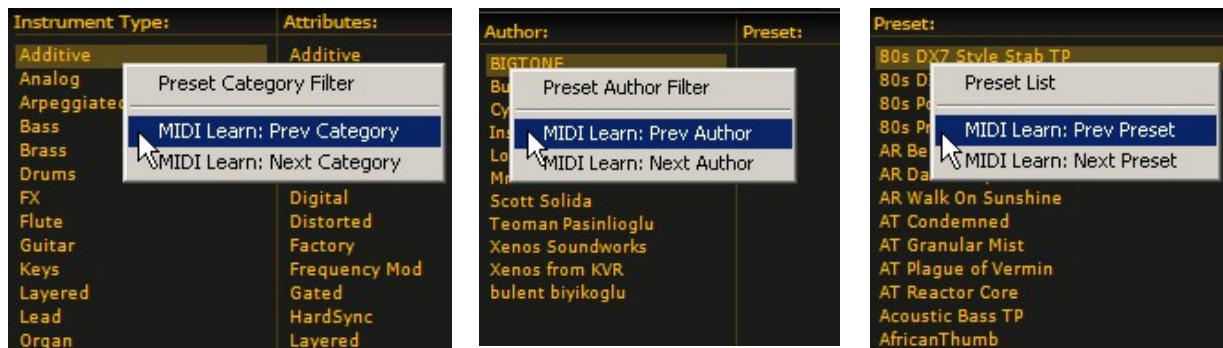 Instrument Type: Attributes:
Additive Additive
Analog
Preset Category Filter
Arpeggiated
Bass
MIDI Learn: Prev Category
Brass
MIDI Learn: Next Category
Drums
FX Digital
Flute Distorted
Guitar Factory
Keys Frequency Mod
Layered Gated
Lead HardSync
Organ Layered
Author: Preset:
BIGTONE
Preset Author Filter
MIDI Learn: Prev Author
MIDI Learn: Next Author
Scott Solida
Teoman Pasinlioglu
Xenos Soundworks
Xenos from KVR
bulent biyikoglu
Preset:
80s DX7 Style Stab TP
80s
Preset List
80s
80s
MIDI Learn: Prev Preset
AR
MIDI Learn: Next Preset
AR
AR Walk On Sunshine
AT Condemned
AT Granular Mist
AT Plague of Vermin
AT Reactor Core
Acoustic Bass TP
AfricanThumb